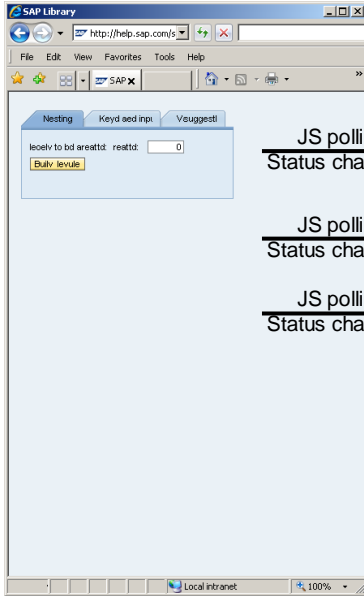 SAP Library
http://help.sap.com/s
File Edit View Favorites Tools Help
SAP
Nesting Keyd aed inpu Vsuggestl
leoelv to bd areattd: reattd: 0
Builv levule
JS polli
Status cha
JS polli
Status cha
JS polli
Status cha
Local intranet 100%